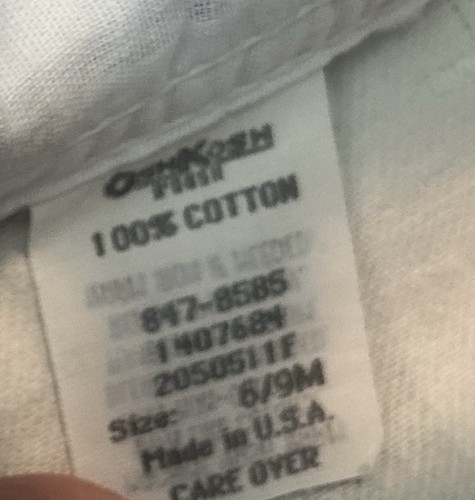 OSHKOSH
100% COTTON
847-8585
1407684
2050511F
Size: 6/9M
Made in U.S.A.
CARE OVER